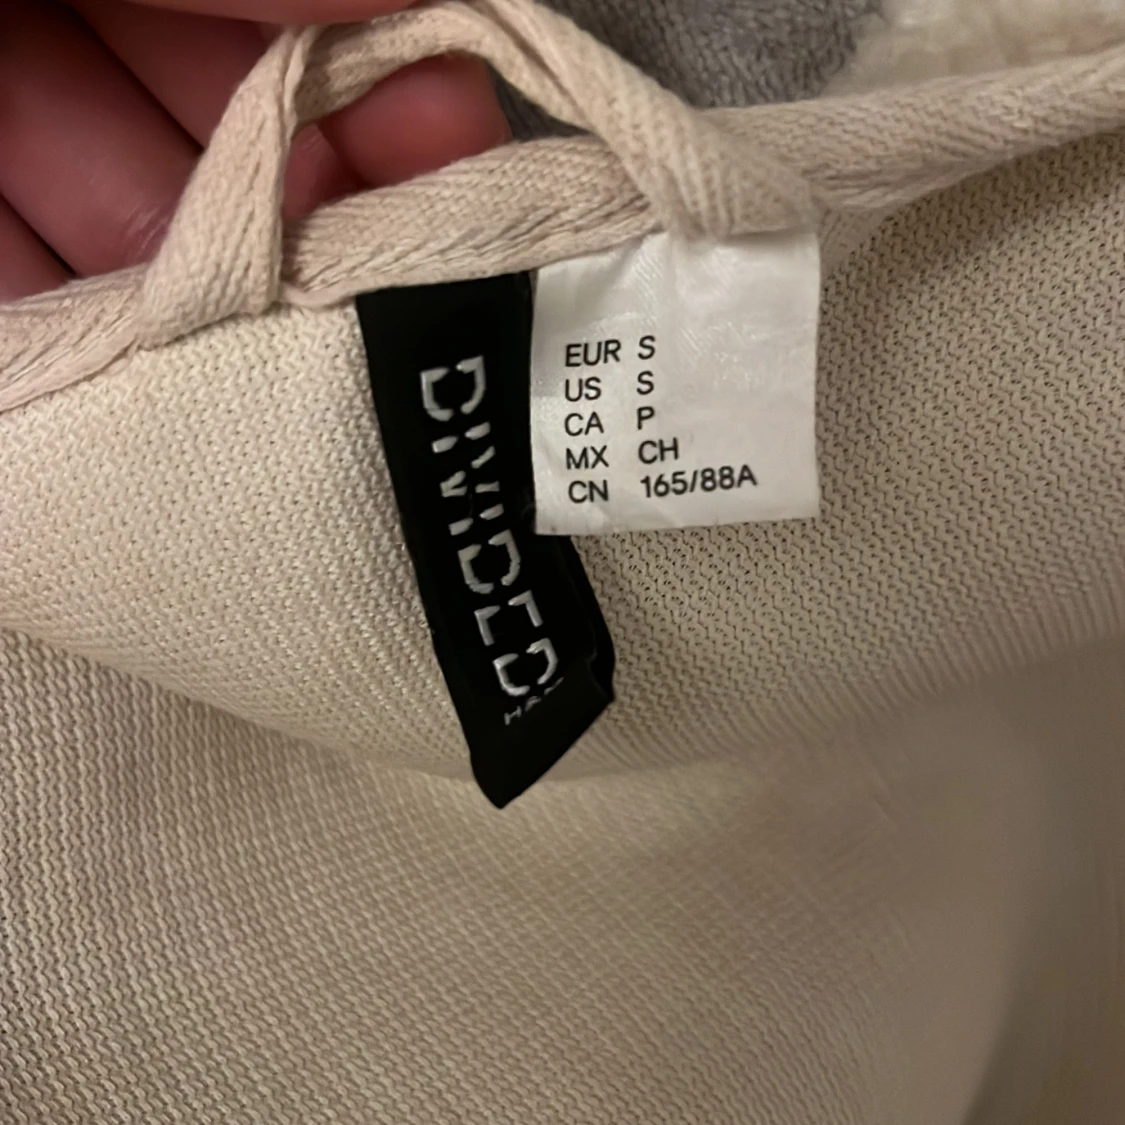 DIVIDED
H&M
EUR S
US S
CA P
MX CH
CN 165/88A